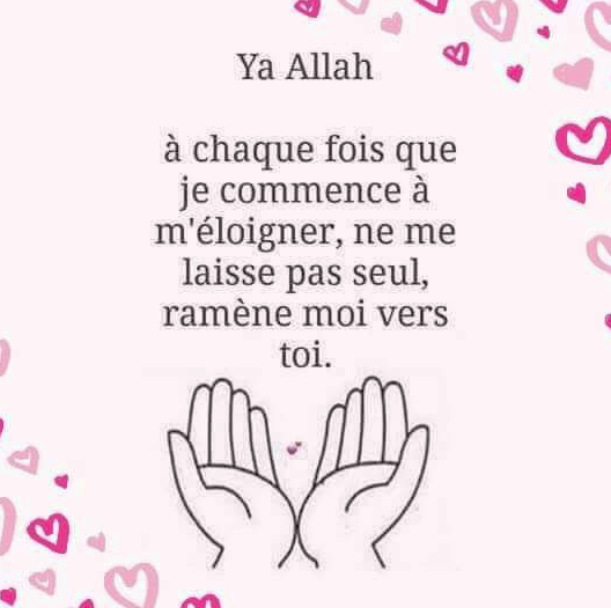 Ya Allah
à chaque fois que
je commence à
m'éloigner, ne me
laisse pas seul,
ramène moi vers
toi.